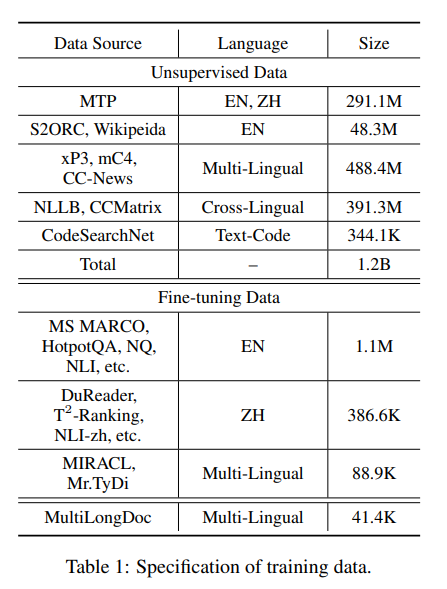 Data Source Language Size
Unsupervised Data
MTP EN, ZH 291.1M
S2ORC, Wikipeida EN 48.3M
xP3, mC4,
CC-News Multi-Lingual 488.4M
NLLB, CCMatrix Cross-Lingual 391.3M
CodeSearchNet Text-Code 344.1K
Total – 1.2B
Fine-tuning Data
MS MARCO,
HotpotQA, NQ, EN 1.1M
NLI, etc.
DuReader,
T²-Ranking, ZH 386.6K
NLI-zh, etc.
MIRACL,
Mr.TyDi Multi-Lingual 88.9K
MultiLongDoc Multi-Lingual 41.4K
Table 1: Specification of training data.